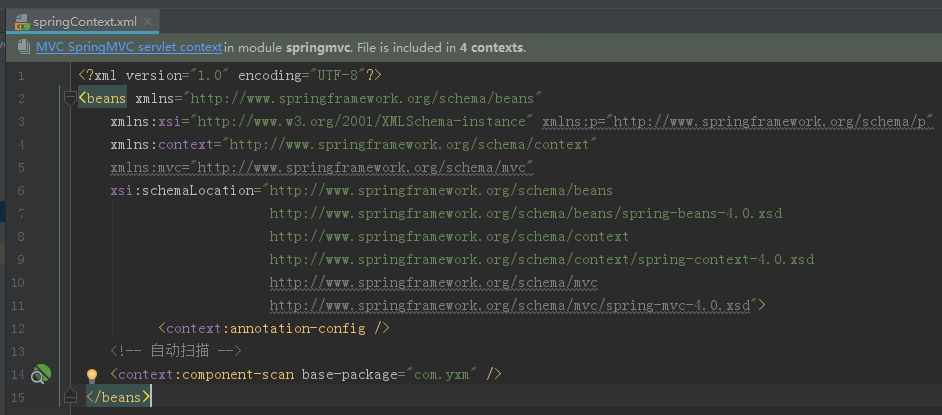 springContext.xml
MVC SpringMVC servlet context in module springmvc. File is included in 4 contexts.
1 <?xml version="1.0" encoding="UTF-8"?>
2 <beans xmlns="http://www.springframework.org/schema/beans"
3 xmlns:xsi="http://www.w3.org/2001/XMLSchema-instance" xmlns:p="http://www.springframework.org/schema/p"
4 xmlns:context="http://www.springframework.org/schema/context"
5 xmlns:mvc="http://www.springframework.org/schema/mvc"
6 xsi:schemaLocation="http://www.springframework.org/schema/beans
7 http://www.springframework.org/schema/beans/spring-beans-4.0.xsd
8 http://www.springframework.org/schema/context
9 http://www.springframework.org/schema/context/spring-context-4.0.xsd
10 http://www.springframework.org/schema/mvc
11 http://www.springframework.org/schema/mvc/spring-mvc-4.0.xsd">
12 <context:annotation-config />
13 <!-- 自动扫描 -->
14 <context:component-scan base-package="com.yxm" />
15 </beans>